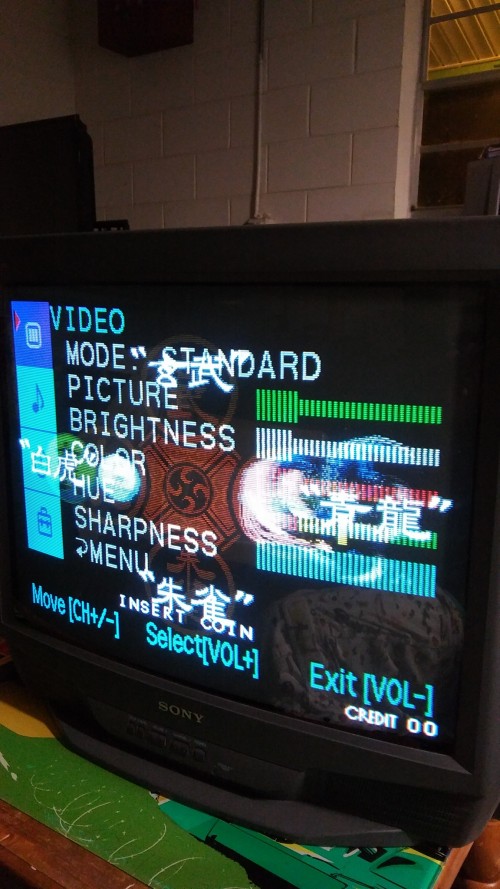 VIDEO
MODE: STANDARD
“玄武”
PICTURE
BRIGHTNESS
COLOR
“白虎”
HUE
“青龍”
SHARPNESS
MENU
“朱雀”
INSERT COIN
Move [CH+/-]
Select[VOL+]
Exit [VOL-]
CREDIT 00
SONY